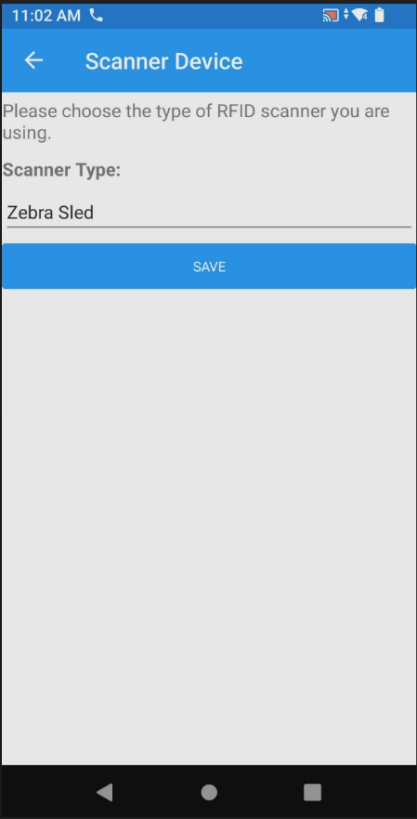 11:02 AM
Scanner Device
Please choose the type of RFID scanner you are
using.
Scanner Type:
Zebra Sled
SAVE